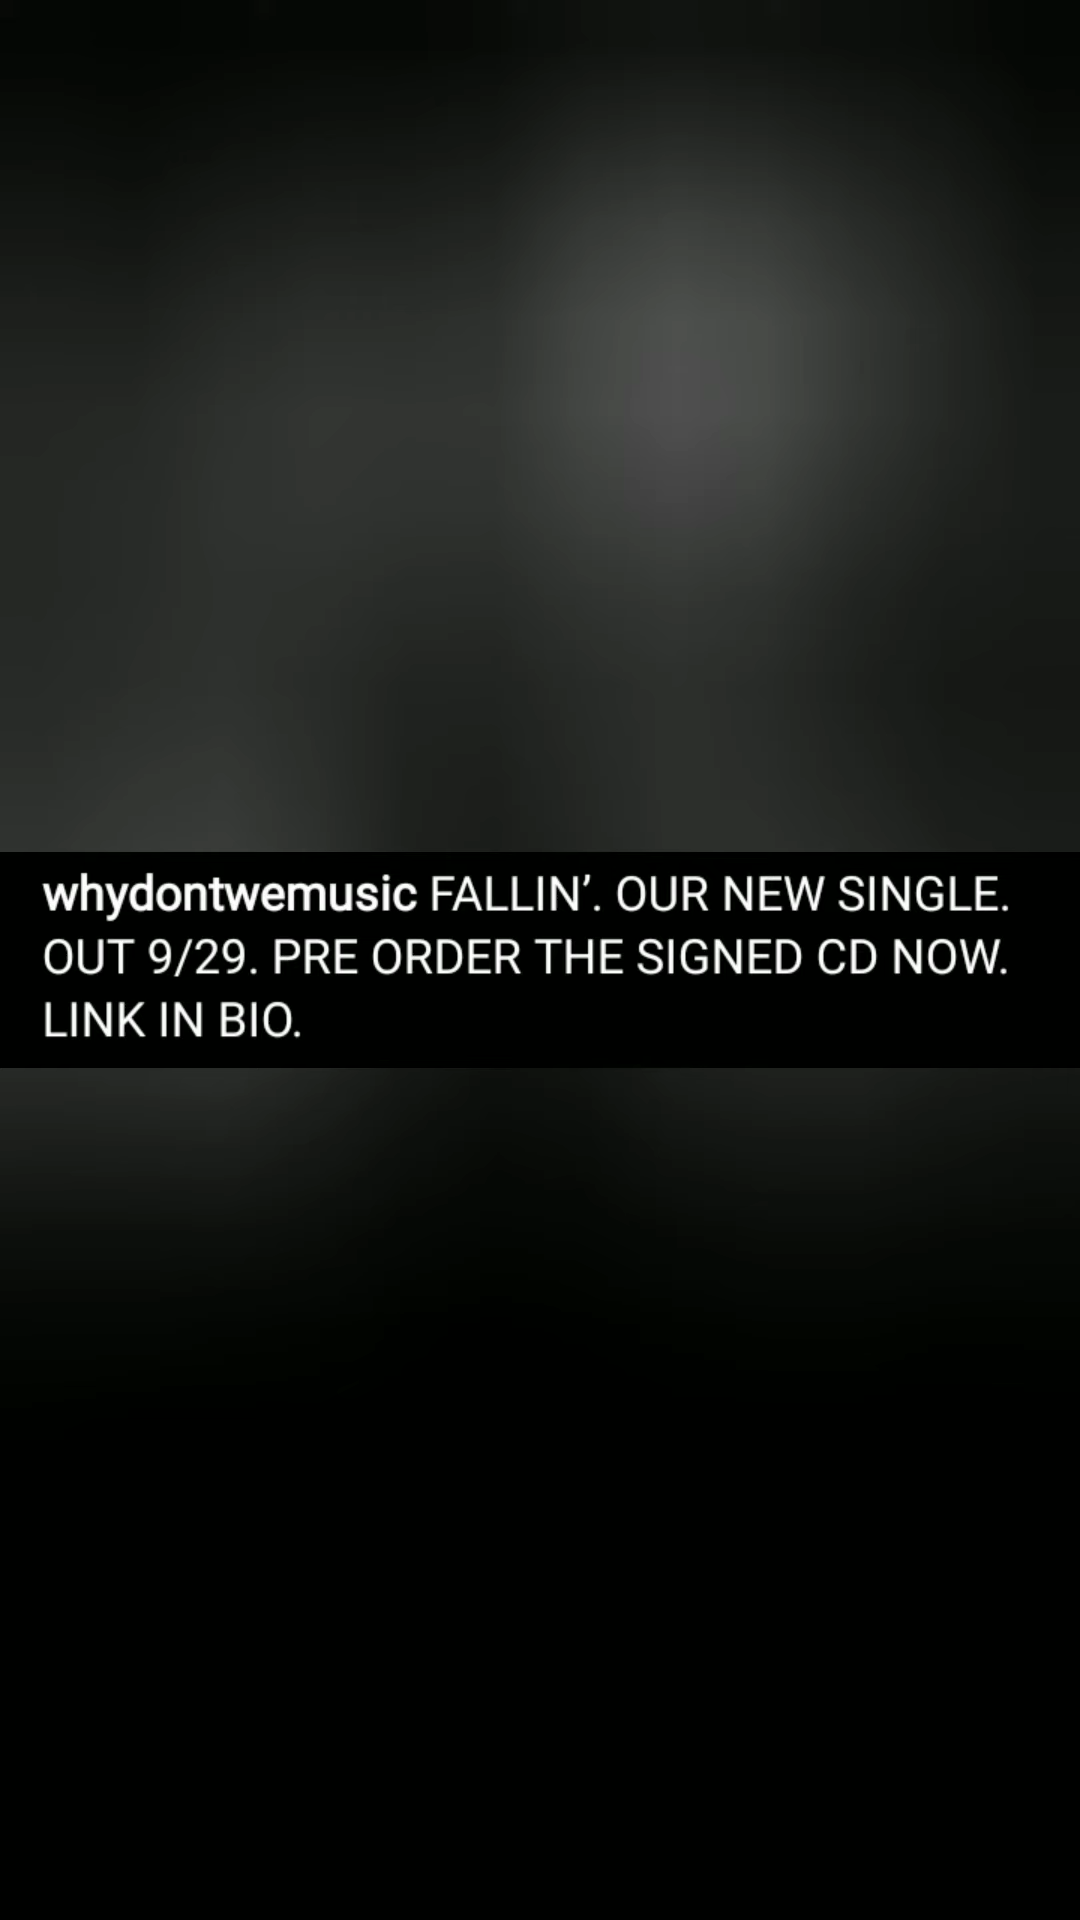 whydontwemusic FALLIN’. OUR NEW SINGLE.
OUT 9/29. PRE ORDER THE SIGNED CD NOW.
LINK IN BIO.